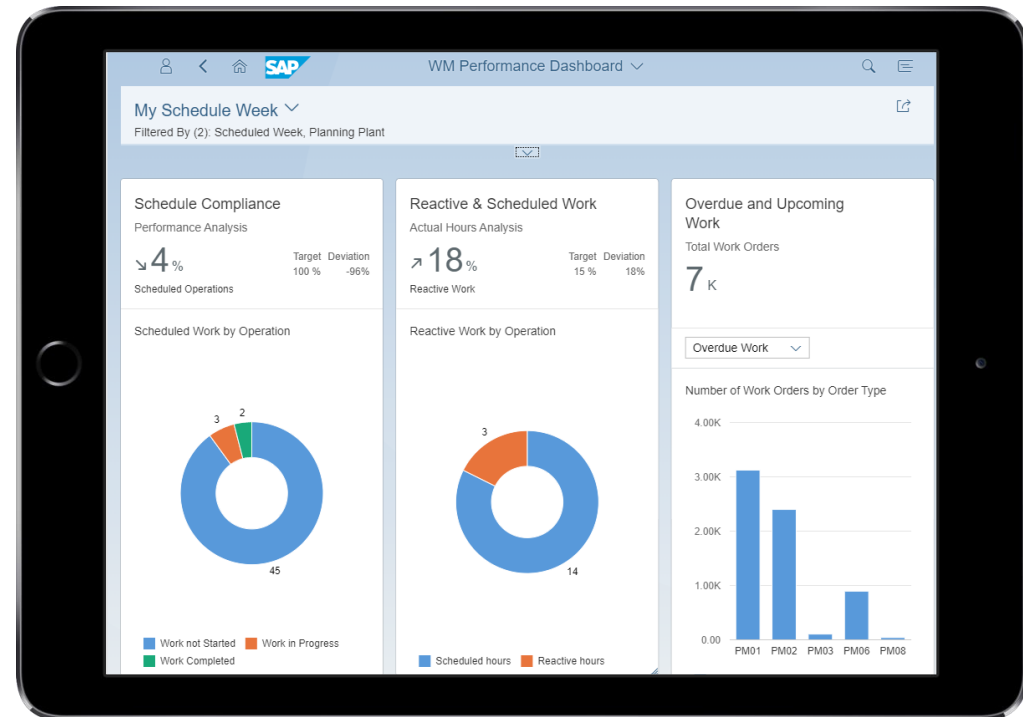 SAP
WM Performance Dashboard
My Schedule Week
Filtered By (2): Scheduled Week, Planning Plant
Schedule Compliance
Performance Analysis
4 %
Target Deviation
100 % -96%
Scheduled Operations
Scheduled Work by Operation
3
2
45
Work not Started
Work in Progress
Work Completed
Reactive & Scheduled Work
Actual Hours Analysis
18 %
Target Deviation
15 % 18%
Reactive Work
Reactive Work by Operation
3
14
Scheduled hours
Reactive hours
Overdue and Upcoming
Work
Total Work Orders
7 K
Overdue Work
Number of Work Orders by Order Type
4.00K
3.00K
2.00K
1.00K
0.00
PM01 PM02 PM03 PM06 PM08